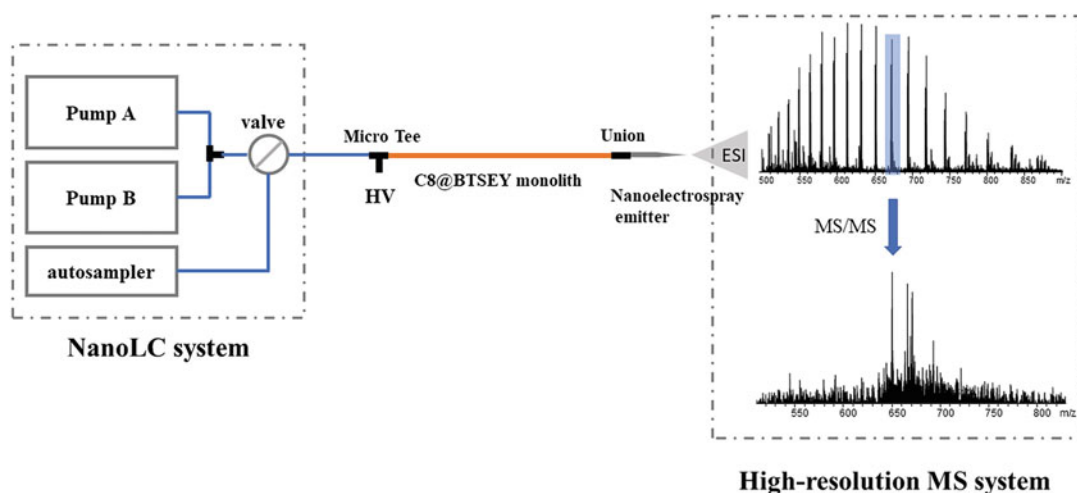 Pump A
Pump B
autosampler
valve
NanoLC system
Micro Tee
HV
C8@BTSEY monolith
Union
Nanoelectrospray
emitter
ESI
500 550 600 650 700 750 800 850 m/z
MS/MS
550 600 650 700 750 800 m/z
High-resolution MS system